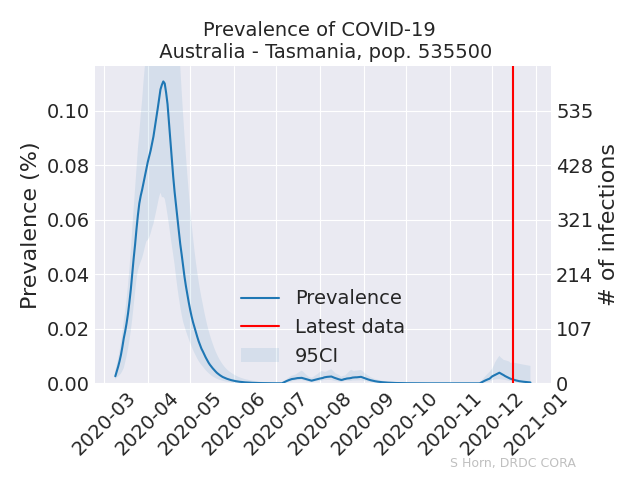 Prevalence of COVID-19
Australia - Tasmania, pop. 535500
Prevalence (%)
0.10
0.08
0.06
0.04
0.02
0.00
535
428
321
214
107
0
# of infections
Prevalence
Latest data
95CI
2020-03
2020-04
2020-05
2020-06
2020-07
2020-08
2020-09
2020-10
2020-11
2020-12
2021-01
S Horn, DRDC CORA